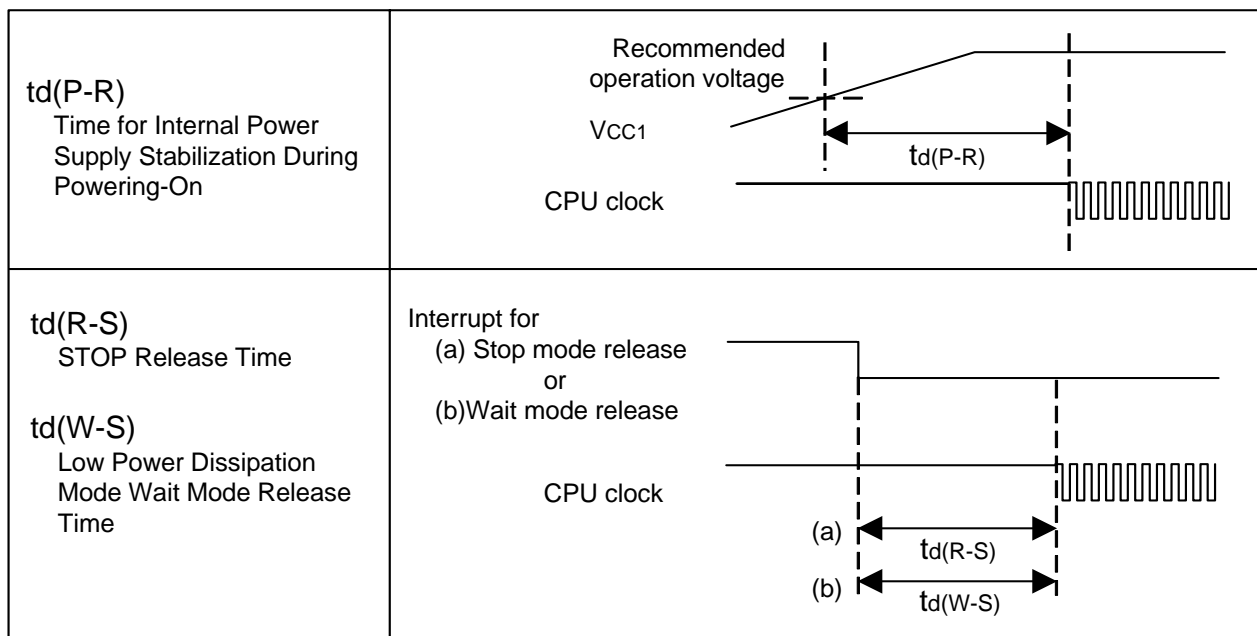 td(P-R)
Time for Internal Power
Supply Stabilization During
Powering-On
Recommended
operation voltage
VCC1
td(P-R)
CPU clock
td(R-S)
STOP Release Time
td(W-S)
Low Power Dissipation
Mode Wait Mode Release
Time
Interrupt for
(a) Stop mode release
or
(b)Wait mode release
CPU clock
(a)
td(R-S)
(b)
td(W-S)